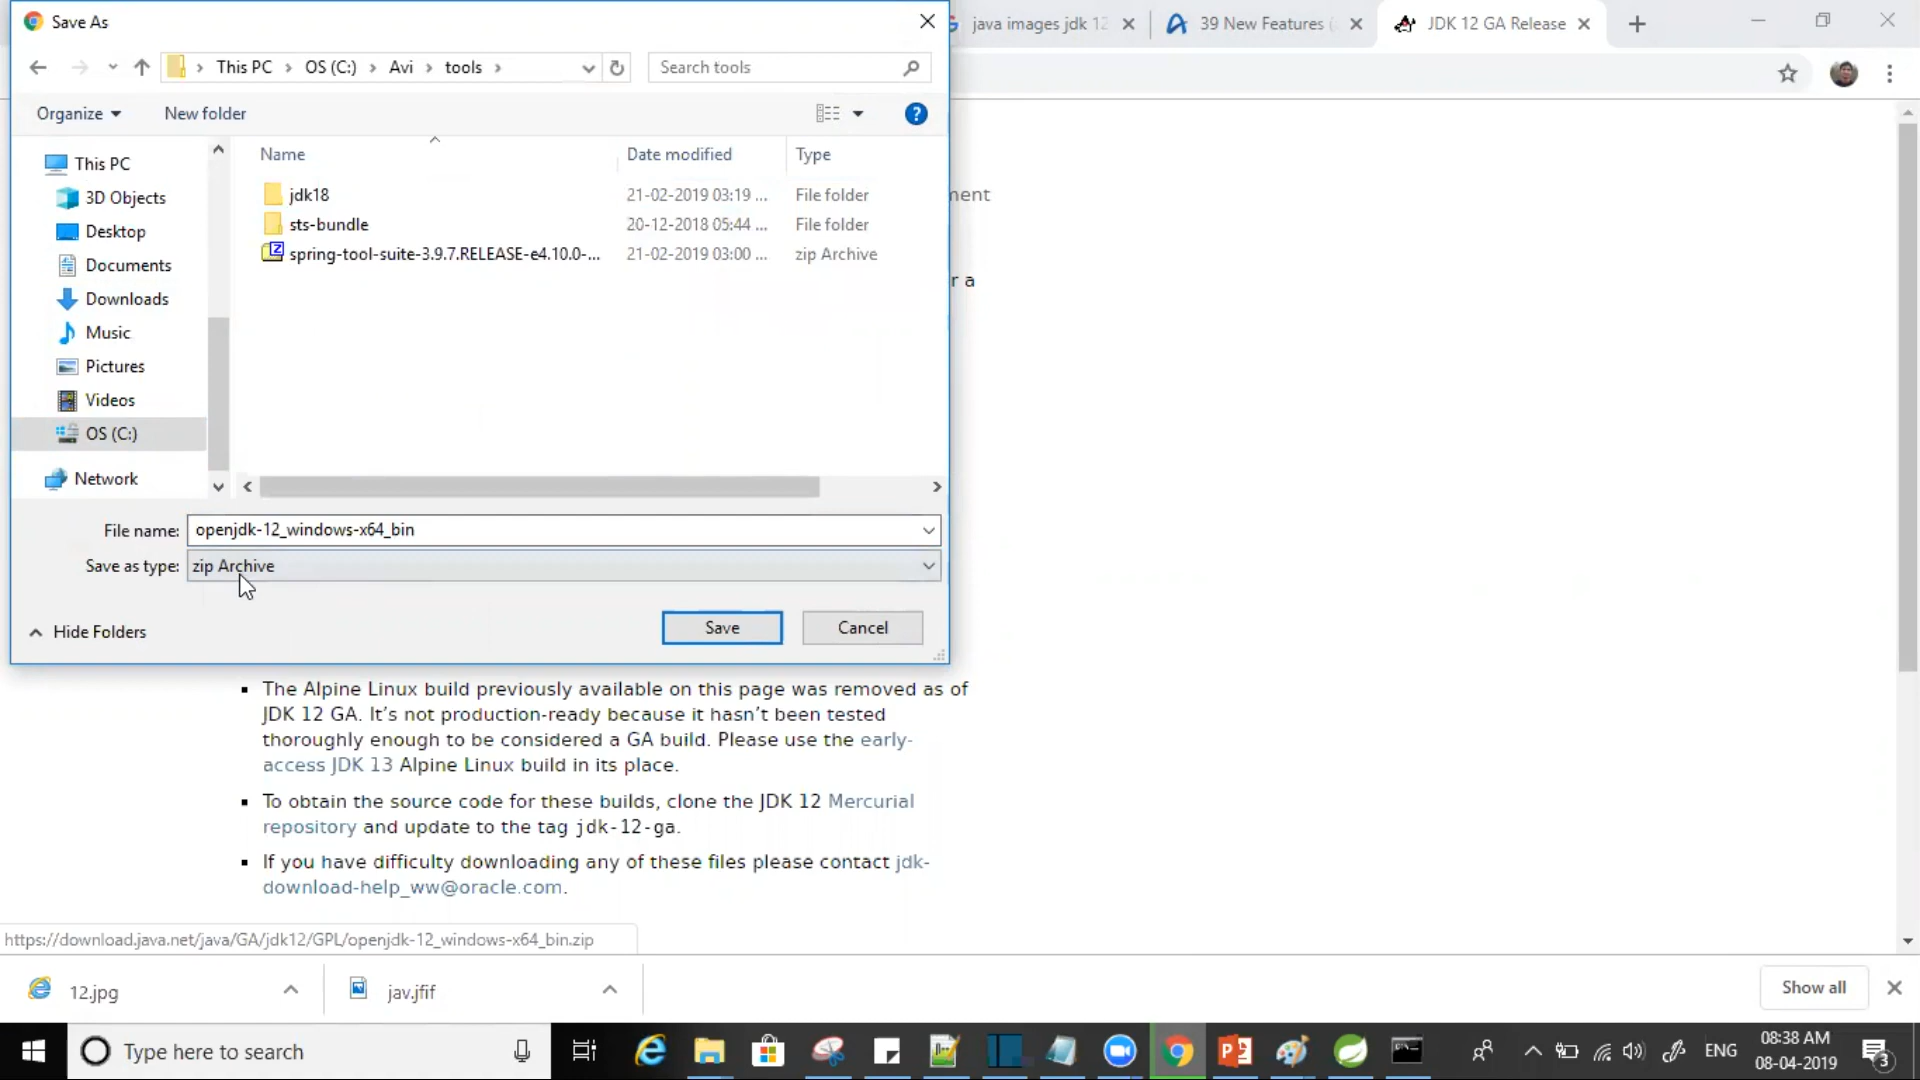 Save As
java images jdk 12
39 New Features (
JDK 12 GA Release
This PC > OS (C:) > Avi > tools >
Search tools
Organize
New folder
Name
Date modified
Type
This PC
3D Objects
Desktop
Documents
Downloads
Music
Pictures
Videos
OS (C:)
Network
jdk18 21-02-2019 03:19 ... File folder
sts-bundle 20-12-2018 05:44 ... File folder
spring-tool-suite-3.9.7.RELEASE-e4.10.0-... 21-02-2019 03:00 ... zip Archive
r a
File name: openjdk-12_windows-x64_bin
Save as type: zip Archive
Hide Folders
Save
Cancel
The Alpine Linux build previously available on this page was removed as of
JDK 12 GA. It’s not production-ready because it hasn’t been tested
thoroughly enough to be considered a GA build. Please use the early-
access JDK 13 Alpine Linux build in its place.
To obtain the source code for these builds, clone the JDK 12 Mercurial
repository and update to the tag jdk-12-ga.
If you have difficulty downloading any of these files please contact jdk-
download-help_ww@oracle.com.
https://download.java.net/java/GA/jdk12/GPL/openjdk-12_windows-x64_bin.zip
12.jpg
jav.jfif
Show all
Type here to search
ENG
08:38 AM
08-04-2019
3